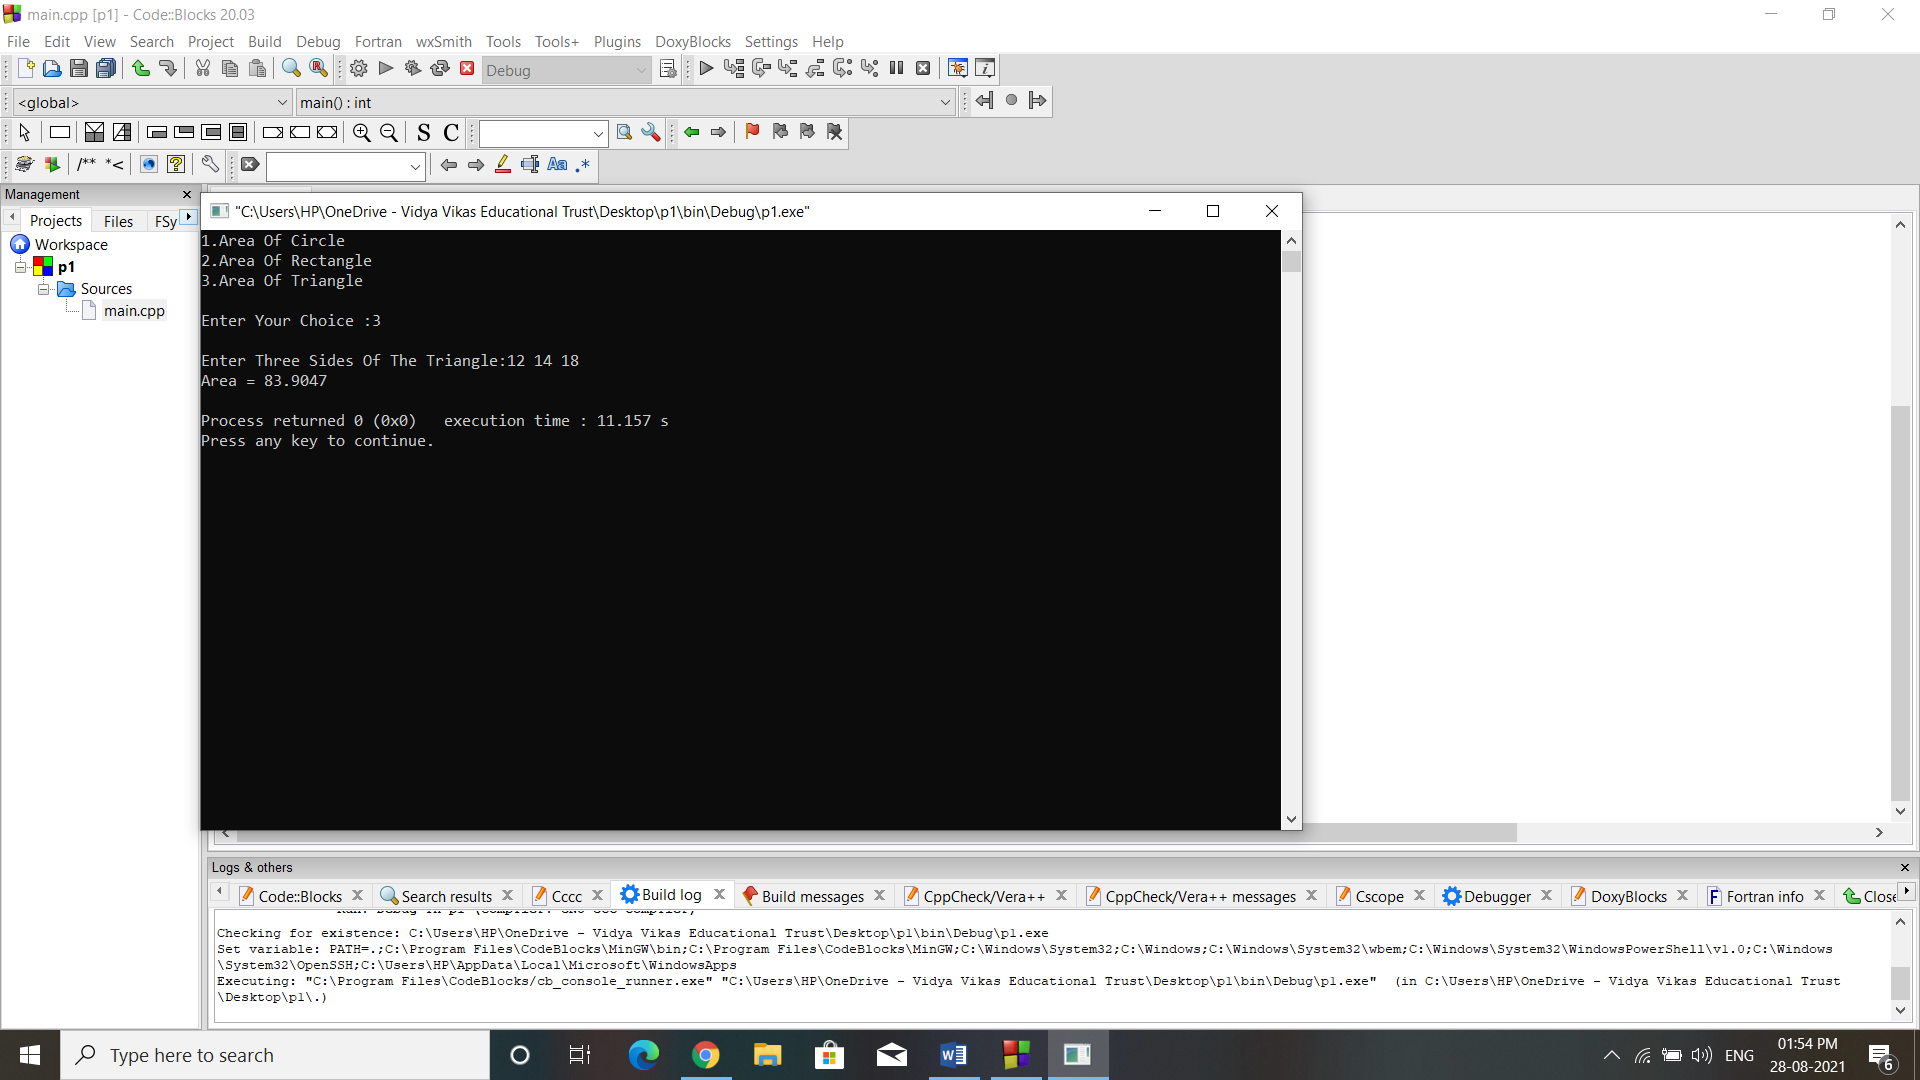 main.cpp [p1] - Code::Blocks 20.03
File Edit View Search Project Build Debug Fortran wxSmith Tools Tools+ Plugins DoxyBlocks Settings Help
Debug
<global> main() : int
S C
/** *<
Aa .*
Management
Projects Files FSy
Workspace
p1
Sources
main.cpp
"C:\Users\HP\OneDrive - Vidya Vikas Educational Trust\Desktop\p1\bin\Debug\p1.exe"
1.Area Of Circle
2.Area Of Rectangle
3.Area Of Triangle
Enter Your Choice :3
Enter Three Sides Of The Triangle:12 14 18
Area = 83.9047
Process returned 0 (0x0)   execution time : 11.157 s
Press any key to continue.
Logs & others
Code::Blocks Search results Cccc Build log Build messages CppCheck/Vera++ CppCheck/Vera++ messages Cscope Debugger DoxyBlocks Fortran info Close
Checking for existence: C:\Users\HP\OneDrive - Vidya Vikas Educational Trust\Desktop\p1\bin\Debug\p1.exe
Set variable: PATH=.;C:\Program Files\CodeBlocks\MinGW\bin;C:\Program Files\CodeBlocks\MinGW;C:\Windows\System32;C:\Windows;C:\Windows\System32\wbem;C:\Windows\System32\WindowsPowerShell\v1.0;C:\Windows
\System32\OpenSSH;C:\Users\HP\AppData\Local\Microsoft\WindowsApps
Executing: "C:\Program Files\CodeBlocks/cb_console_runner.exe" "C:\Users\HP\OneDrive - Vidya Vikas Educational Trust\Desktop\p1\bin\Debug\p1.exe"  (in C:\Users\HP\OneDrive - Vidya Vikas Educational Trust
\Desktop\p1\.)
Type here to search
ENG
01:54 PM
28-08-2021
6